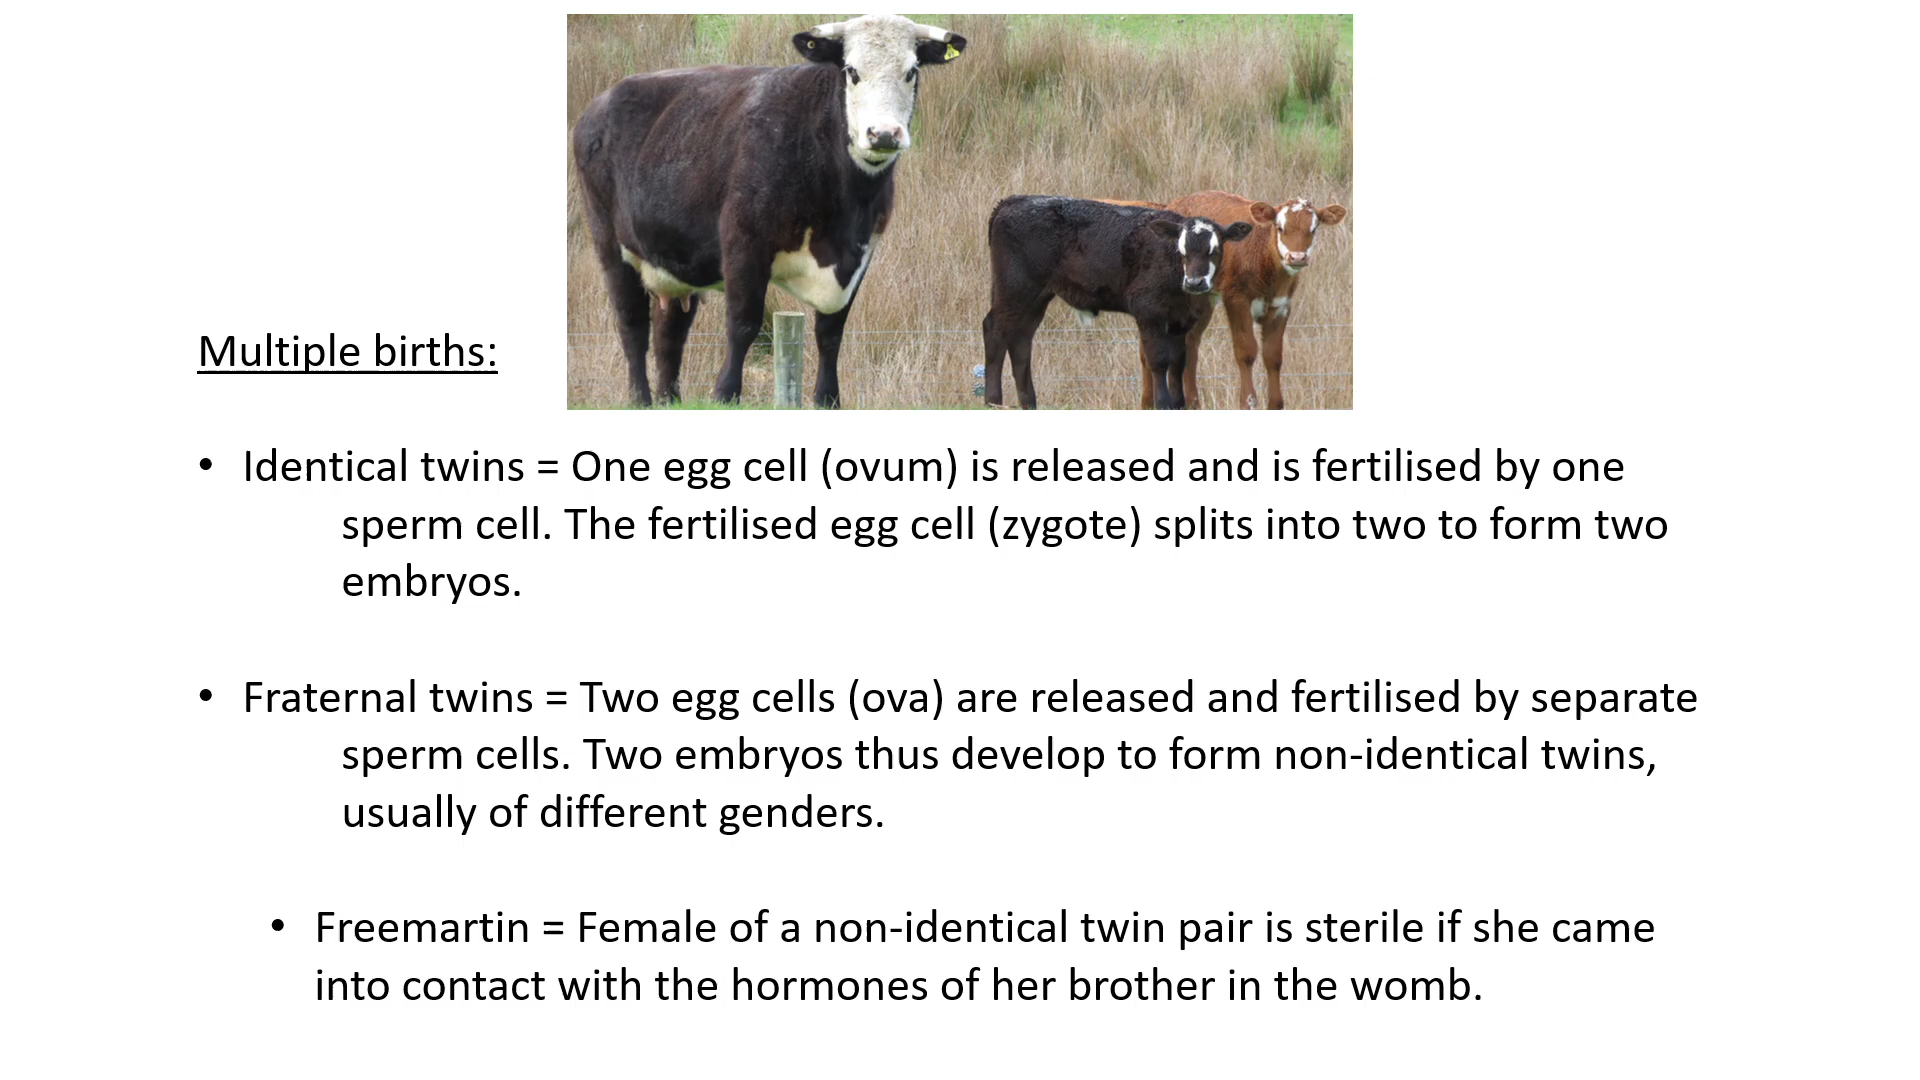 Multiple births:
• Identical twins = One egg cell (ovum) is released and is fertilised by one
sperm cell. The fertilised egg cell (zygote) splits into two to form two
embryos.
• Fraternal twins = Two egg cells (ova) are released and fertilised by separate
sperm cells. Two embryos thus develop to form non-identical twins,
usually of different genders.
• Freemartin = Female of a non-identical twin pair is sterile if she came
into contact with the hormones of her brother in the womb.